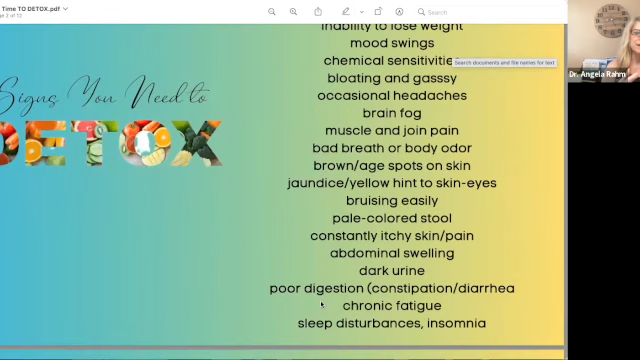 Time TO DETOX.pdf
Page 2 of 12
Search
Search documents and file names for text
Dr. Angela Rahm
Signs You Need to
DETOX
inability to lose weight
mood swings
chemical sensitivitie
bloating and gasssy
occasional headaches
brain fog
muscle and join pain
bad breath or body odor
brown/age spots on skin
jaundice/yellow hint to skin-eyes
bruising easily
pale-colored stool
constantly itchy skin/pain
abdominal swelling
dark urine
poor digestion (constipation/diarrhea
chronic fatigue
sleep disturbances, insomnia